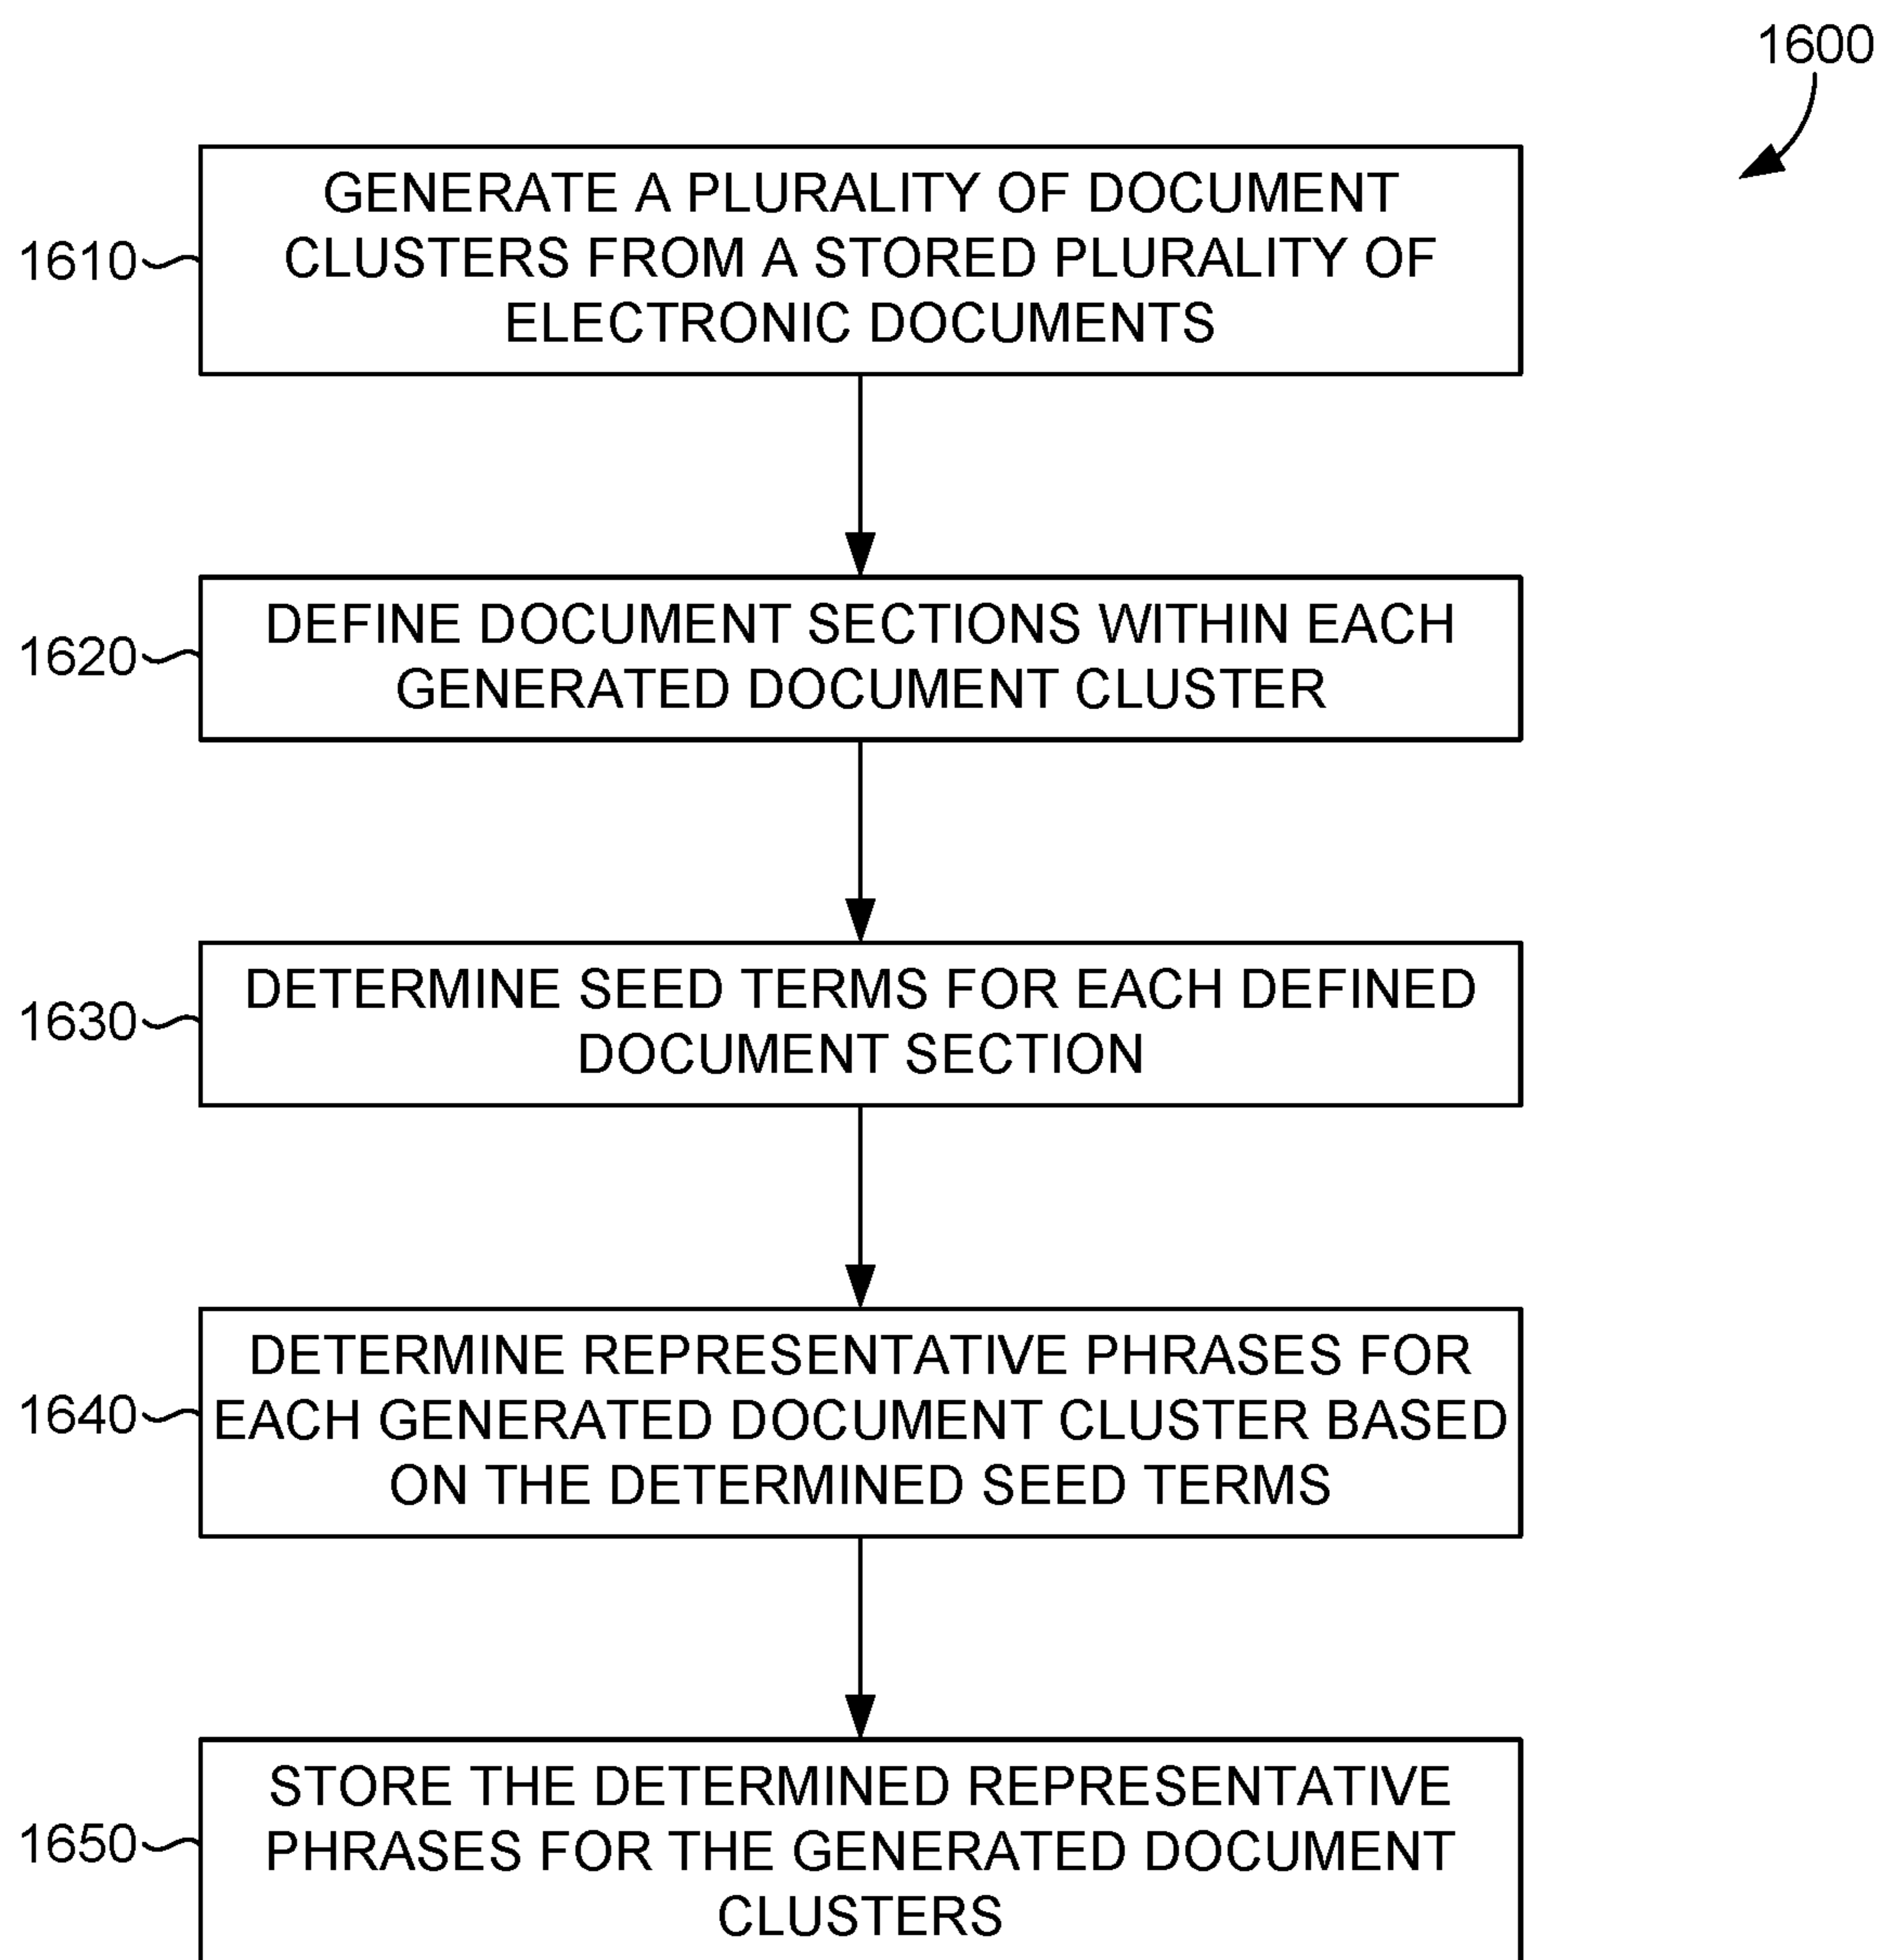 1600
GENERATE A PLURALITY OF DOCUMENT
CLUSTERS FROM A STORED PLURALITY OF
ELECTRONIC DOCUMENTS
1610
DEFINE DOCUMENT SECTIONS WITHIN EACH
GENERATED DOCUMENT CLUSTER
1620
DETERMINE SEED TERMS FOR EACH DEFINED
DOCUMENT SECTION
1630
DETERMINE REPRESENTATIVE PHRASES FOR
EACH GENERATED DOCUMENT CLUSTER BASED
ON THE DETERMINED SEED TERMS
1640
STORE THE DETERMINED REPRESENTATIVE
PHRASES FOR THE GENERATED DOCUMENT
CLUSTERS
1650